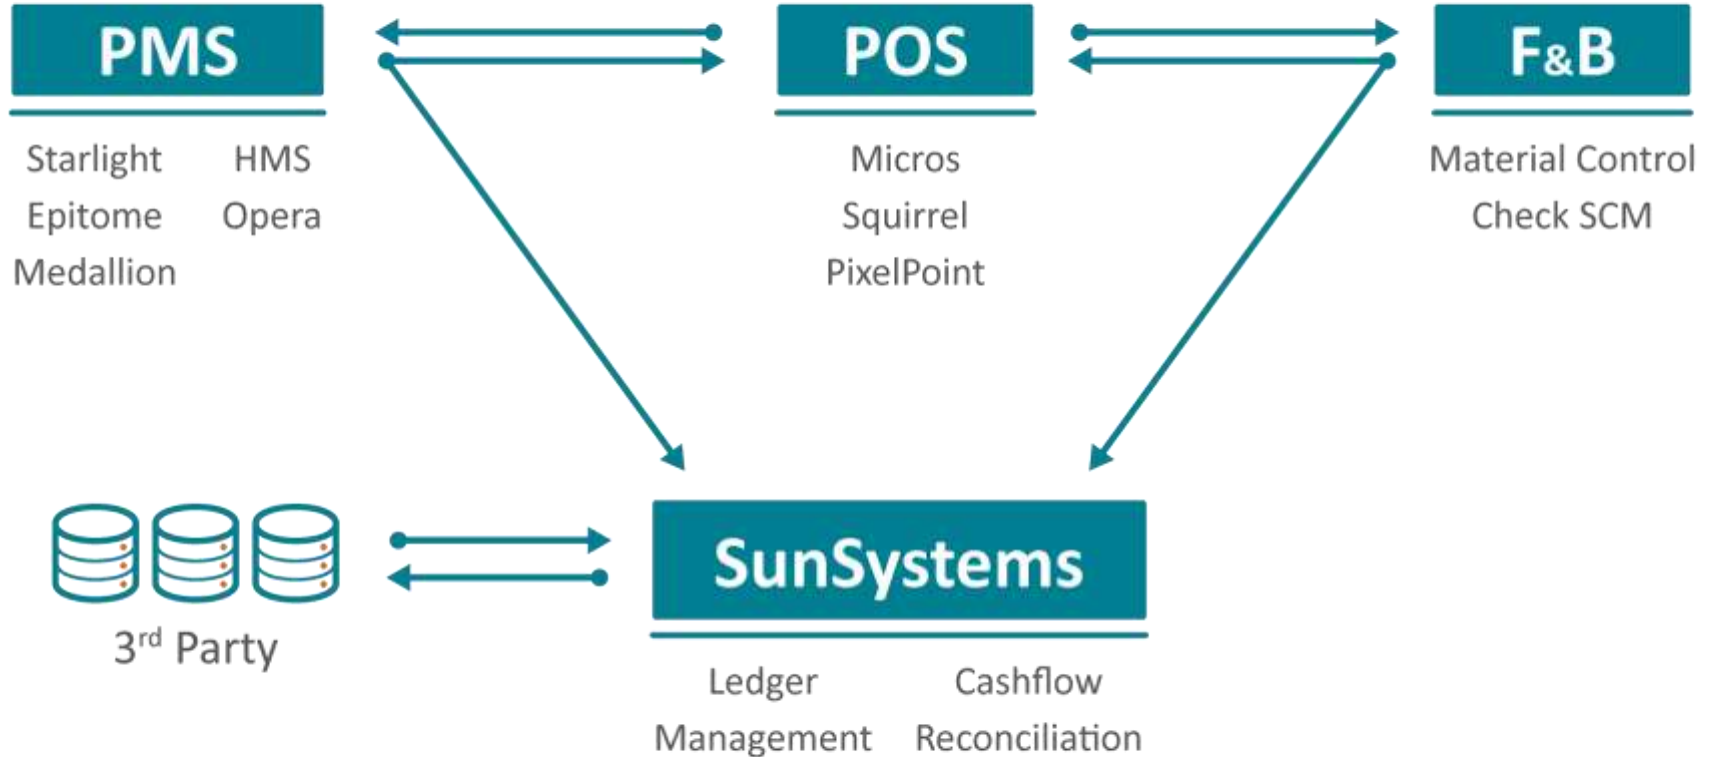 PMS
Starlight HMS
Epitome Opera
Medallion
POS
Micros
Squirrel
PixelPoint
F&B
Material Control
Check SCM
3rd Party
SunSystems
Ledger Cashflow
Management Reconciliation